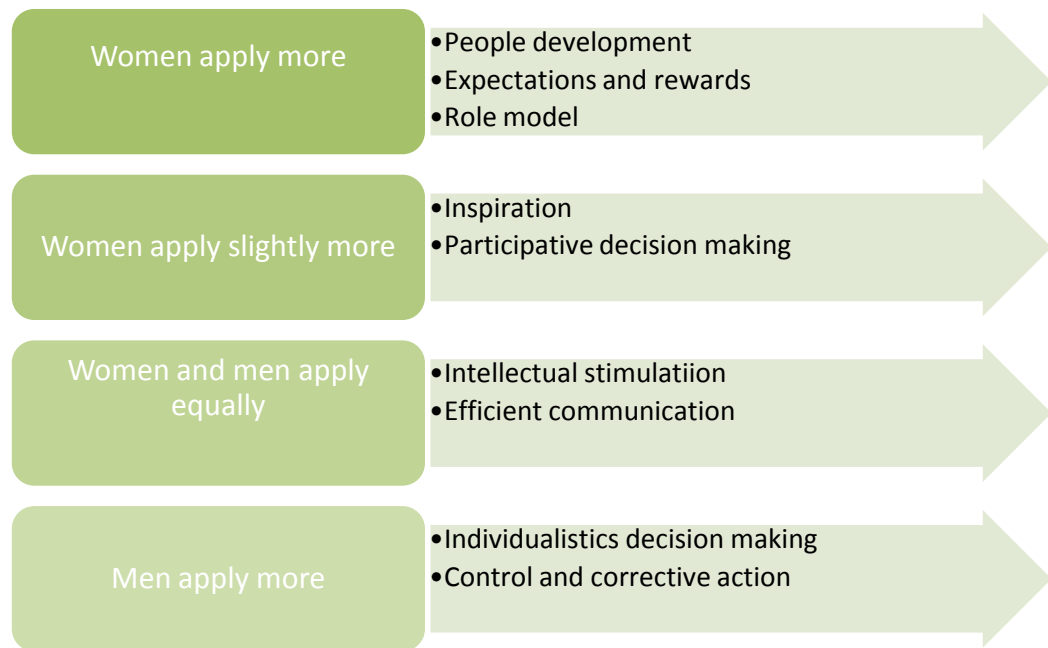 Women apply more
•People development
•Expectations and rewards
•Role model
Women apply slightly more
•Inspiration
•Participative decision making
Women and men apply
equally
•Intellectual stimulatiion
•Efficient communication
Men apply more
•Individualistics decision making
•Control and corrective action